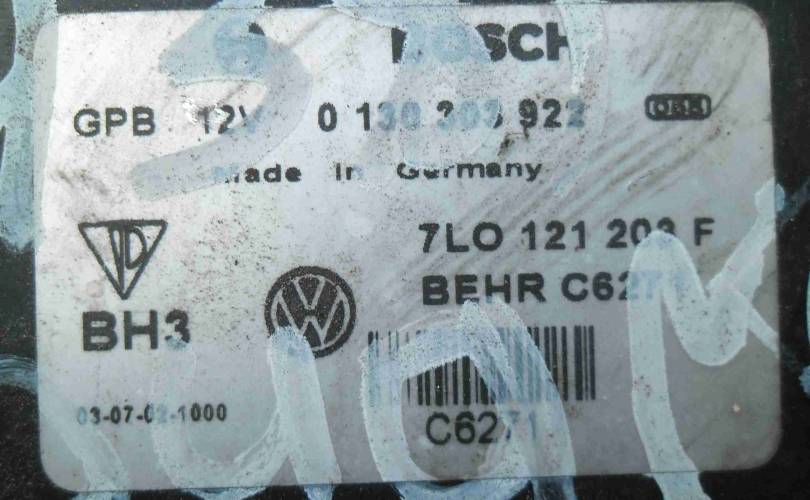 BOSCH
GPB 12V 0 130 303 922
Made in Germany
7LO 121 203 F
BEHR C6271
BH3
03-07-02-1000
C6271